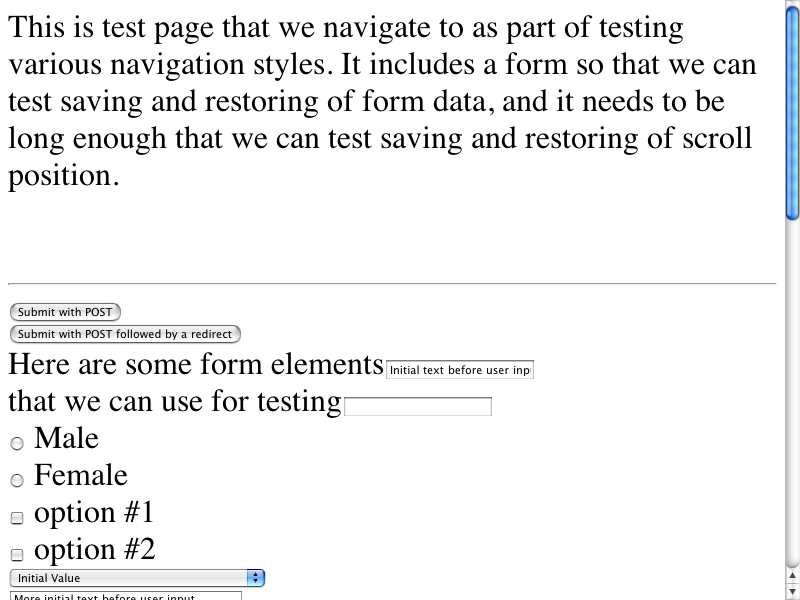 This is test page that we navigate to as part of testing
various navigation styles. It includes a form so that we can
test saving and restoring of form data, and it needs to be
long enough that we can test saving and restoring of scroll
position.
Submit with POST
Submit with POST followed by a redirect
Here are some form elements Initial text before user inp
that we can use for testing
Male
Female
option #1
option #2
Initial Value
More initial text before user input